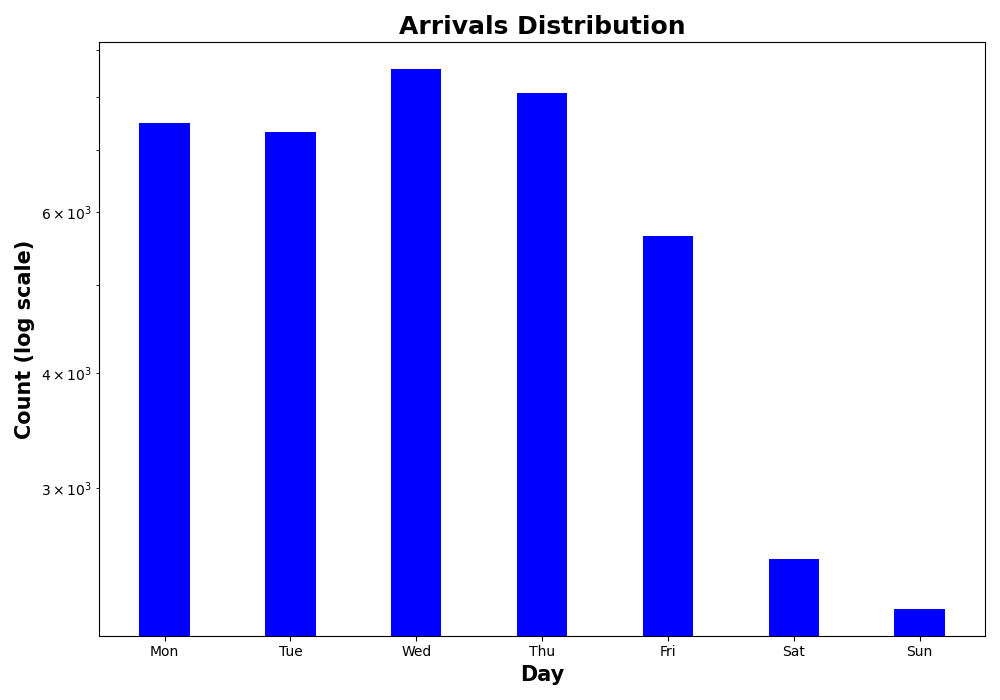 Arrivals Distribution
Count (log scale)
6 × 10³
4 × 10³
3 × 10³
Mon Tue Wed Thu Fri Sat Sun
Day